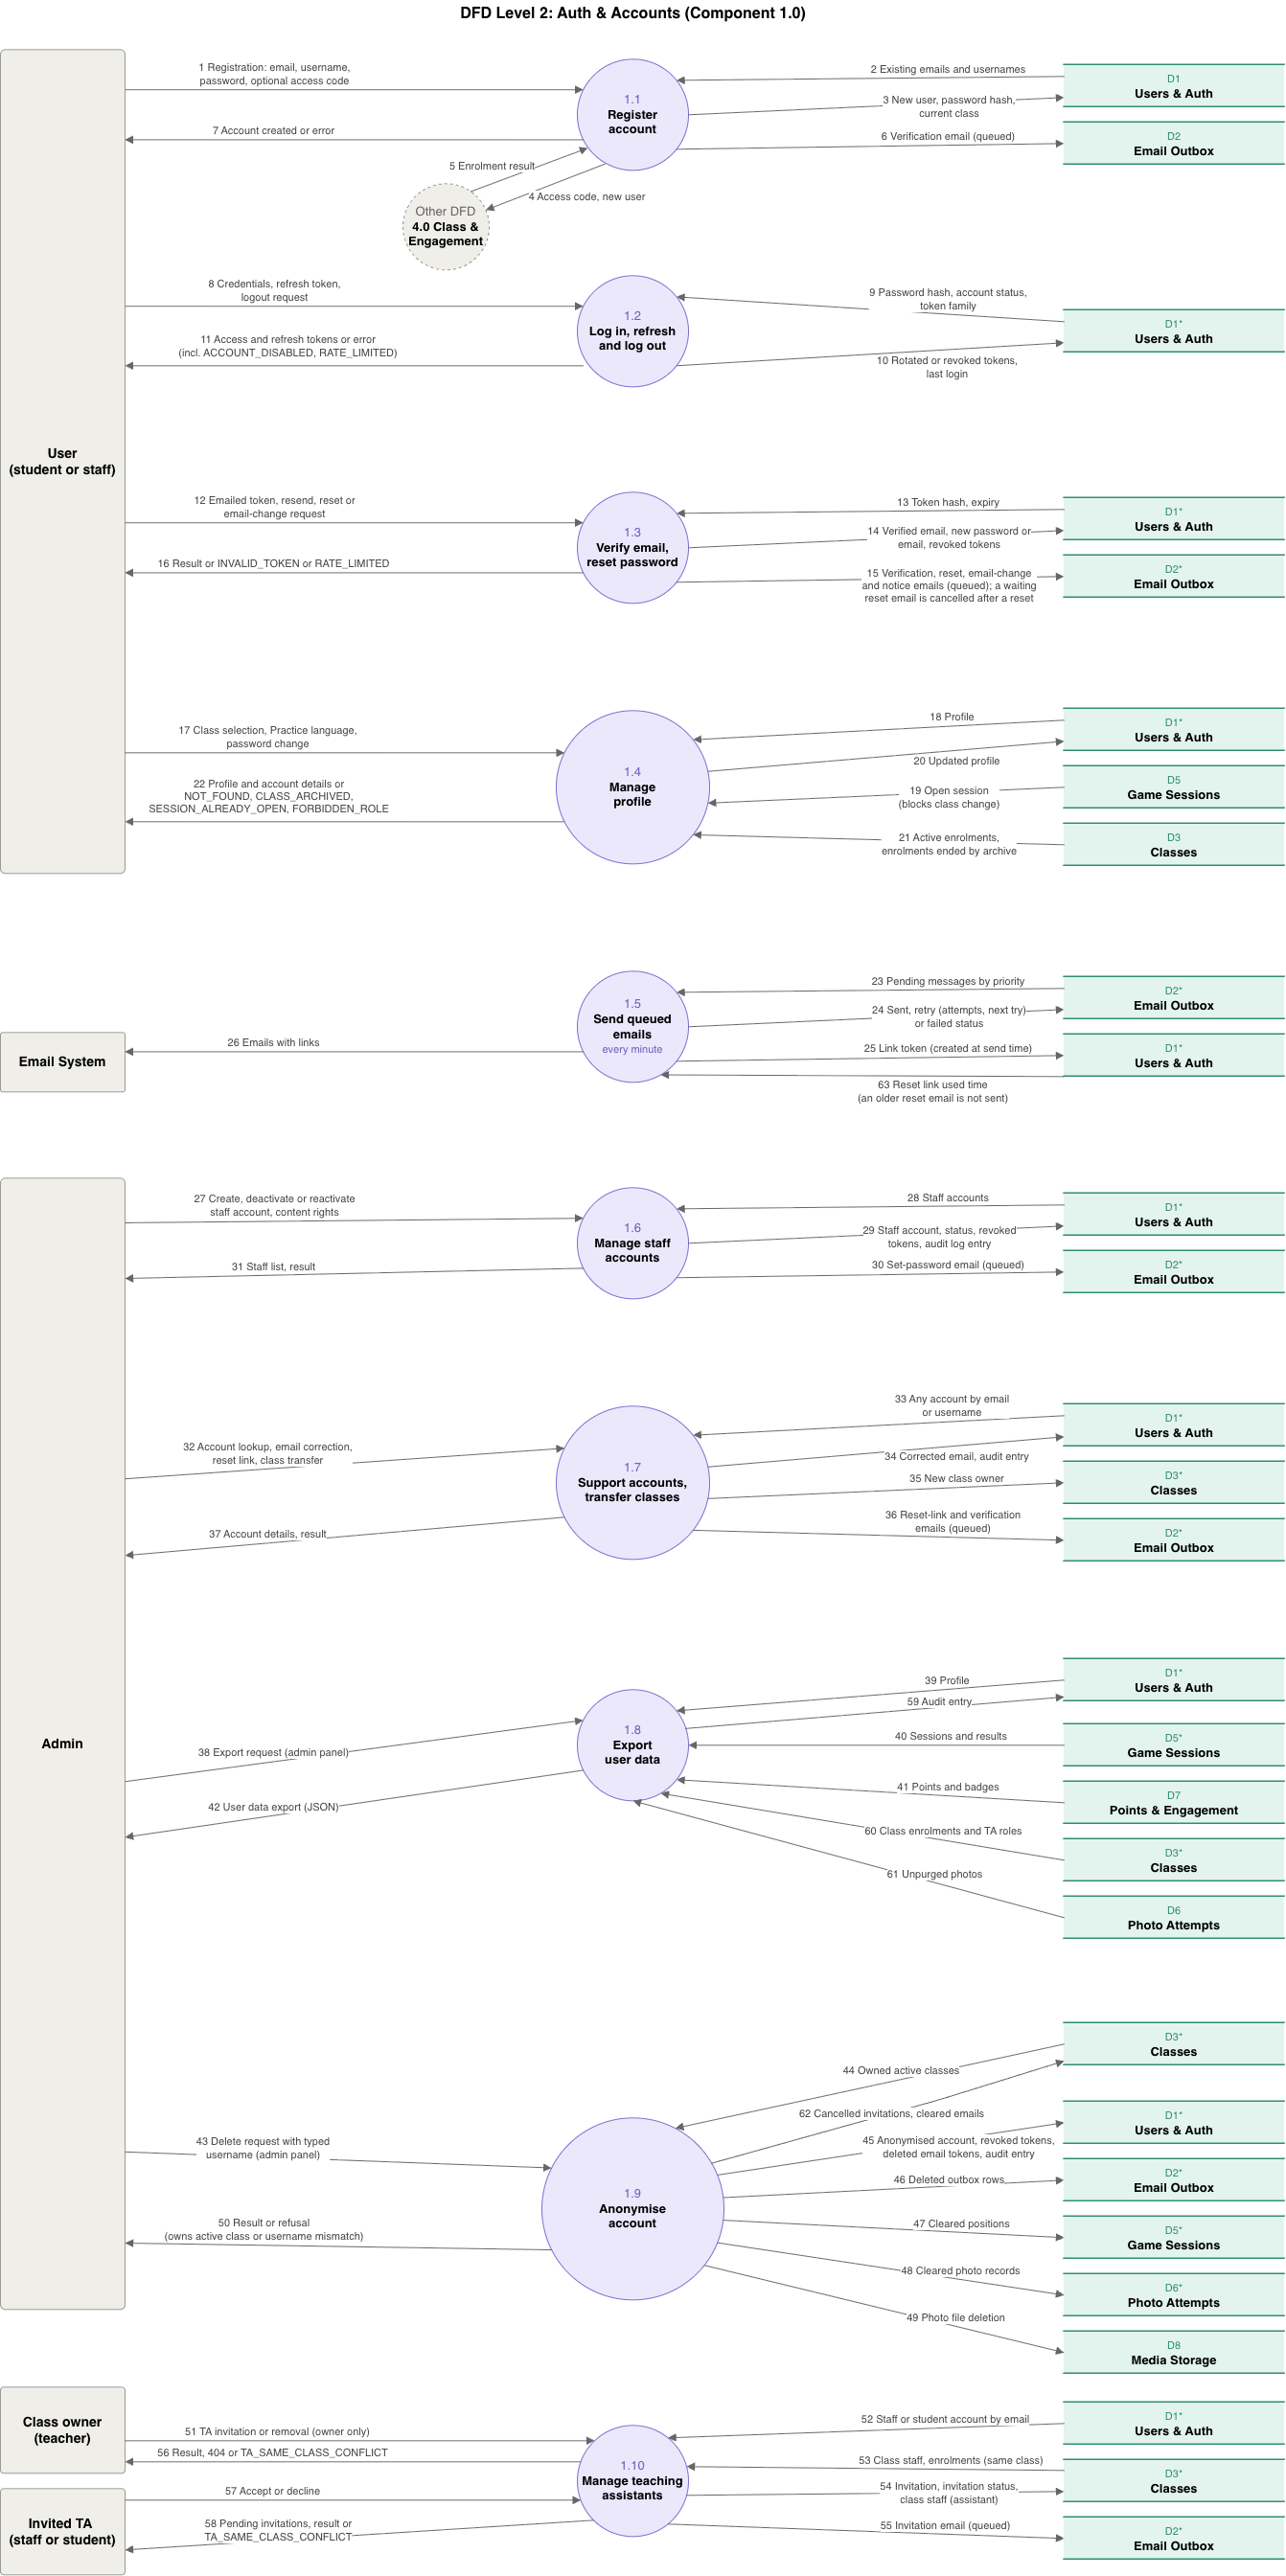 DFD Level 2: Auth & Accounts (Component 1.0)
User
(student or staff)
1 Registration: email, username,
password, optional access code
7 Account created or error
1.1
Register
account
2 Existing emails and usernames
3 New user, password hash,
current class
6 Verification email (queued)
D1
Users & Auth
D2
Email Outbox
5 Enrolment result
4 Access code, new user
Other DFD
4.0 Class &
Engagement
8 Credentials, refresh token,
logout request
11 Access and refresh tokens or error
(incl. ACCOUNT_DISABLED, RATE_LIMITED)
1.2
Log in, refresh
and log out
9 Password hash, account status,
token family
10 Rotated or revoked tokens,
last login
D1*
Users & Auth
12 Emailed token, resend, reset or
email-change request
16 Result or INVALID_TOKEN or RATE_LIMITED
1.3
Verify email,
reset password
13 Token hash, expiry
14 Verified email, new password or
email, revoked tokens
15 Verification, reset, email-change
and notice emails (queued); a waiting
reset email is cancelled after a reset
D1*
Users & Auth
D2*
Email Outbox
17 Class selection, Practice language,
password change
22 Profile and account details or
NOT_FOUND, CLASS_ARCHIVED,
SESSION_ALREADY_OPEN, FORBIDDEN_ROLE
1.4
Manage
profile
18 Profile
20 Updated profile
19 Open session
(blocks class change)
21 Active enrolments,
enrolments ended by archive
D1*
Users & Auth
D5
Game Sessions
D3
Classes
Email System
26 Emails with links
1.5
Send queued
emails
every minute
23 Pending messages by priority
24 Sent, retry (attempts, next try)
or failed status
25 Link token (created at send time)
63 Reset link used time
(an older reset email is not sent)
D2*
Email Outbox
D1*
Users & Auth
Admin
27 Create, deactivate or reactivate
staff account, content rights
31 Staff list, result
1.6
Manage staff
accounts
28 Staff accounts
29 Staff account, status, revoked
tokens, audit log entry
30 Set-password email (queued)
D1*
Users & Auth
D2*
Email Outbox
32 Account lookup, email correction,
reset link, class transfer
37 Account details, result
1.7
Support accounts,
transfer classes
33 Any account by email
or username
34 Corrected email, audit entry
35 New class owner
36 Reset-link and verification
emails (queued)
D1*
Users & Auth
D3*
Classes
D2*
Email Outbox
38 Export request (admin panel)
42 User data export (JSON)
1.8
Export
user data
39 Profile
59 Audit entry
40 Sessions and results
41 Points and badges
60 Class enrolments and TA roles
61 Unpurged photos
D1*
Users & Auth
D5*
Game Sessions
D7
Points & Engagement
D3*
Classes
D6
Photo Attempts
43 Delete request with typed
username (admin panel)
50 Result or refusal
(owns active class or username mismatch)
1.9
Anonymise
account
44 Owned active classes
62 Cancelled invitations, cleared emails
45 Anonymised account, revoked tokens,
deleted email tokens, audit entry
46 Deleted outbox rows
47 Cleared positions
48 Cleared photo records
49 Photo file deletion
D3*
Classes
D1*
Users & Auth
D2*
Email Outbox
D5*
Game Sessions
D6*
Photo Attempts
D8
Media Storage
Class owner
(teacher)
51 TA invitation or removal (owner only)
56 Result, 404 or TA_SAME_CLASS_CONFLICT
Invited TA
(staff or student)
57 Accept or decline
58 Pending invitations, result or
TA_SAME_CLASS_CONFLICT
1.10
Manage teaching
assistants
52 Staff or student account by email
53 Class staff, enrolments (same class)
54 Invitation, invitation status,
class staff (assistant)
55 Invitation email (queued)
D1*
Users & Auth
D3*
Classes
D2*
Email Outbox